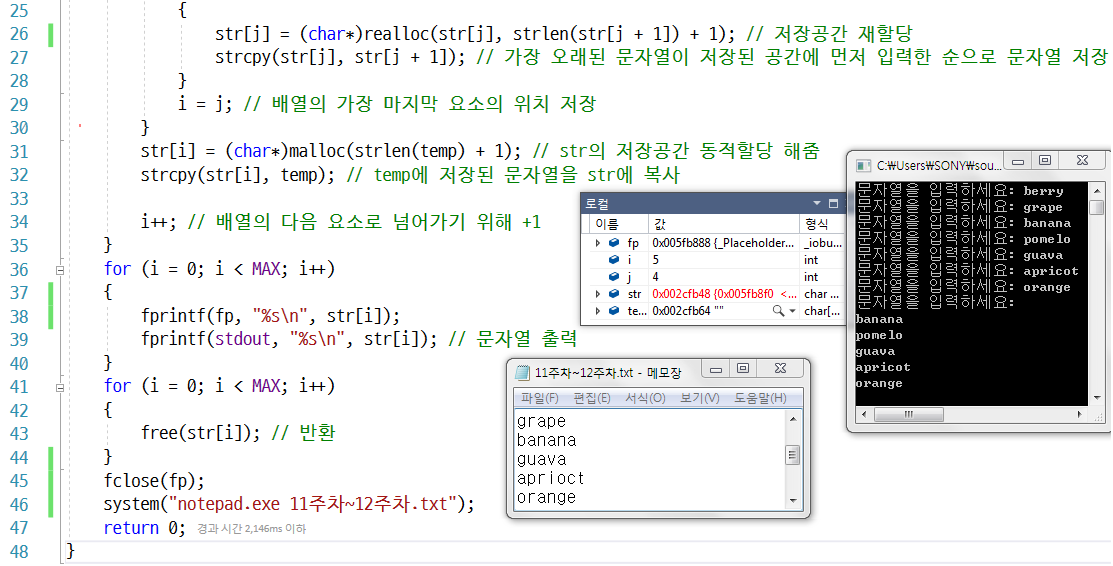 25 {
26 str[j] = (char*)realloc(str[j], strlen(str[j + 1]) + 1); // 저장공간 재할당
27 strcpy(str[j], str[j + 1]); // 가장 오래된 문자열이 저장된 공간에 먼저 입력한 순으로 문자열 저장
28 }
29 i = j; // 배열의 가장 마지막 요소의 위치 저장
30 }
31 str[i] = (char*)malloc(strlen(temp) + 1); // str의 저장공간 동적할당 해줌
32 strcpy(str[i], temp); // temp에 저장된 문자열을 str에 복사
33
34 i++; // 배열의 다음 요소로 넘어가기 위해 +1
35 }
36 for (i = 0; i < MAX; i++)
37 {
38 fprintf(fp, "%s\n", str[i]);
39 fprintf(stdout, "%s\n", str[i]); // 문자열 출력
40 }
41 for (i = 0; i < MAX; i++)
42 {
43 free(str[i]); // 반환
44 }
45 fclose(fp);
46 system("notepad.exe 11주차~12주차.txt");
47 return 0; 경과 시간 2,146ms 이하
48 }
로컬
이름 값 형식
fp 0x005fb888 {_Placeholder... _iobu...
i 5 int
j 4 int
str 0x002cfb48 {0x005fb8f0 <... char ...
te... 0x002cfb64 "" char[...
11주차~12주차.txt - 메모장
파일(F) 편집(E) 서식(O) 보기(V) 도움말(H)
grape
banana
guava
aprioct
orange
C:₩Users₩SONY₩sou...
문자열을 입력하세요: berry
문자열을 입력하세요: grape
문자열을 입력하세요: banana
문자열을 입력하세요: pomelo
문자열을 입력하세요: guava
문자열을 입력하세요: apricot
문자열을 입력하세요: orange
문자열을 입력하세요:
banana
pomelo
guava
apricot
orange